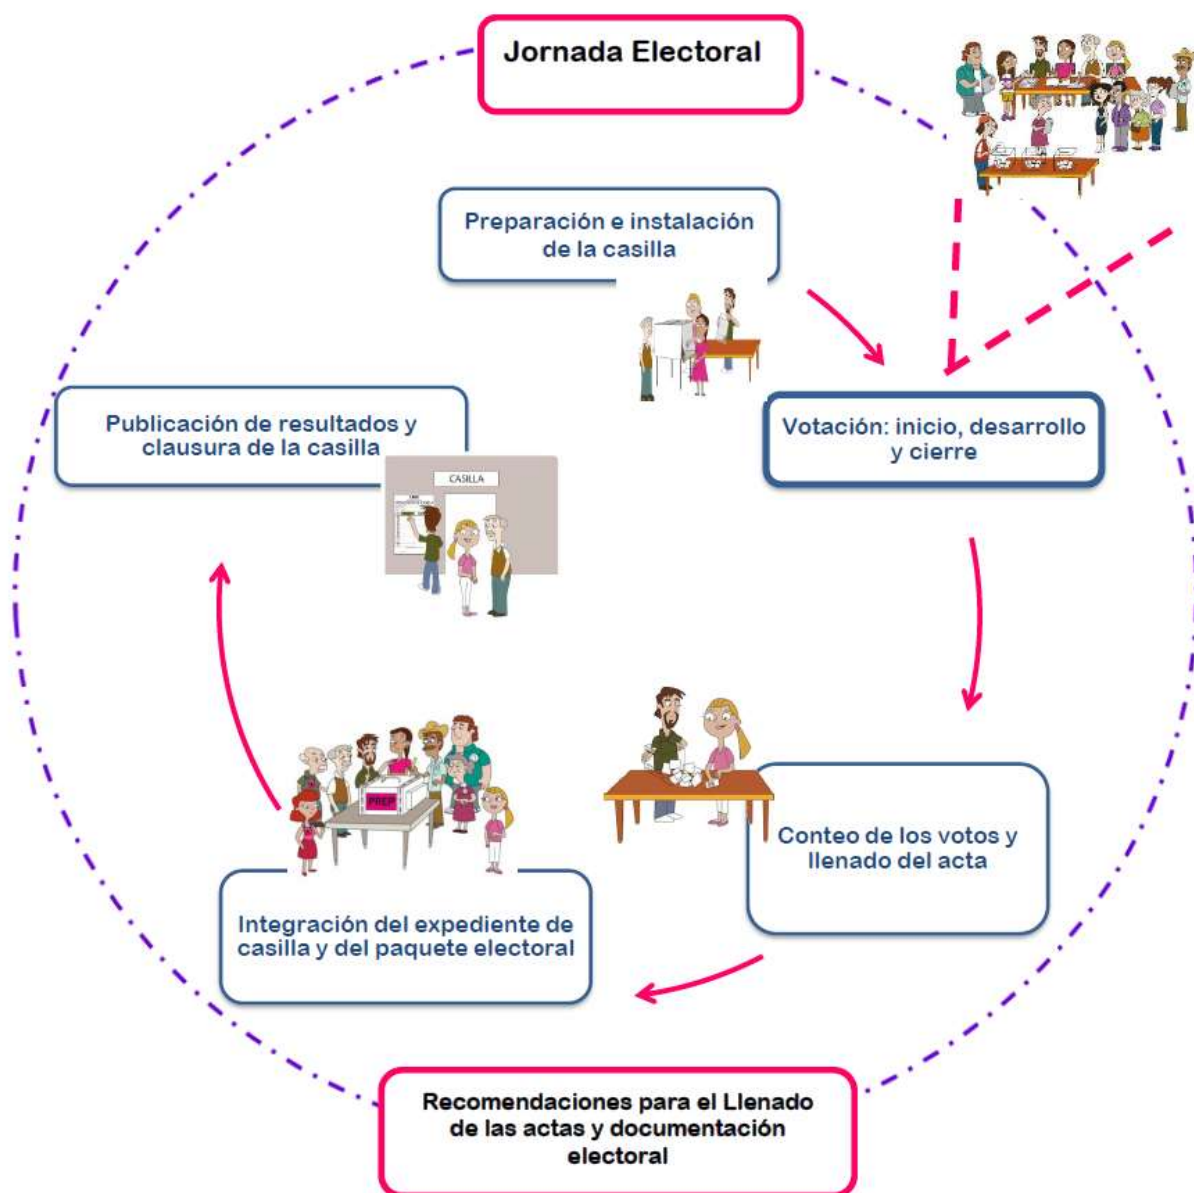 Jornada Electoral
Preparación e instalación
de la casilla
Votación: inicio, desarrollo
y cierre
Publicación de resultados y
clausura de la casilla
CASILLA
PREP
Conteo de los votos y
llenado del acta
Integración del expediente de
casilla y del paquete electoral
Recomendaciones para el Llenado
de las actas y documentación
electoral